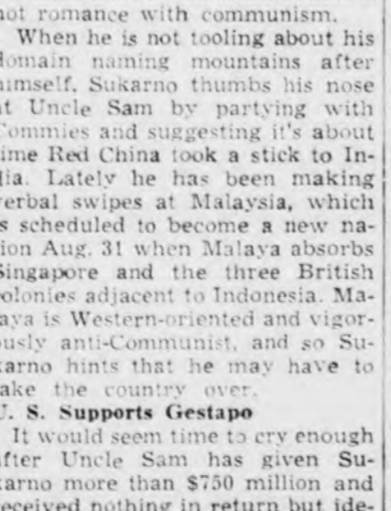 not romance with communism.
When he is not tooling about his
domain naming mountains after
himself, Sukarno thumbs his nose
at Uncle Sam by partying with
Commies and suggesting it's about
time Red China took a stick to In-
dia. Lately he has been making
verbal swipes at Malaysia, which
is scheduled to become a new na-
tion Aug. 31 when Malaya absorbs
Singapore and the three British
colonies adjacent to Indonesia. Ma-
laya is Western-oriented and vigor-
ously anti-Communist, and so Su-
karno hints that he may have to
take the country over.
U. S. Supports Gestapo
It would seem time to cry enough
after Uncle Sam has given Su-
karno more than $750 million and
received nothing in return but ide-